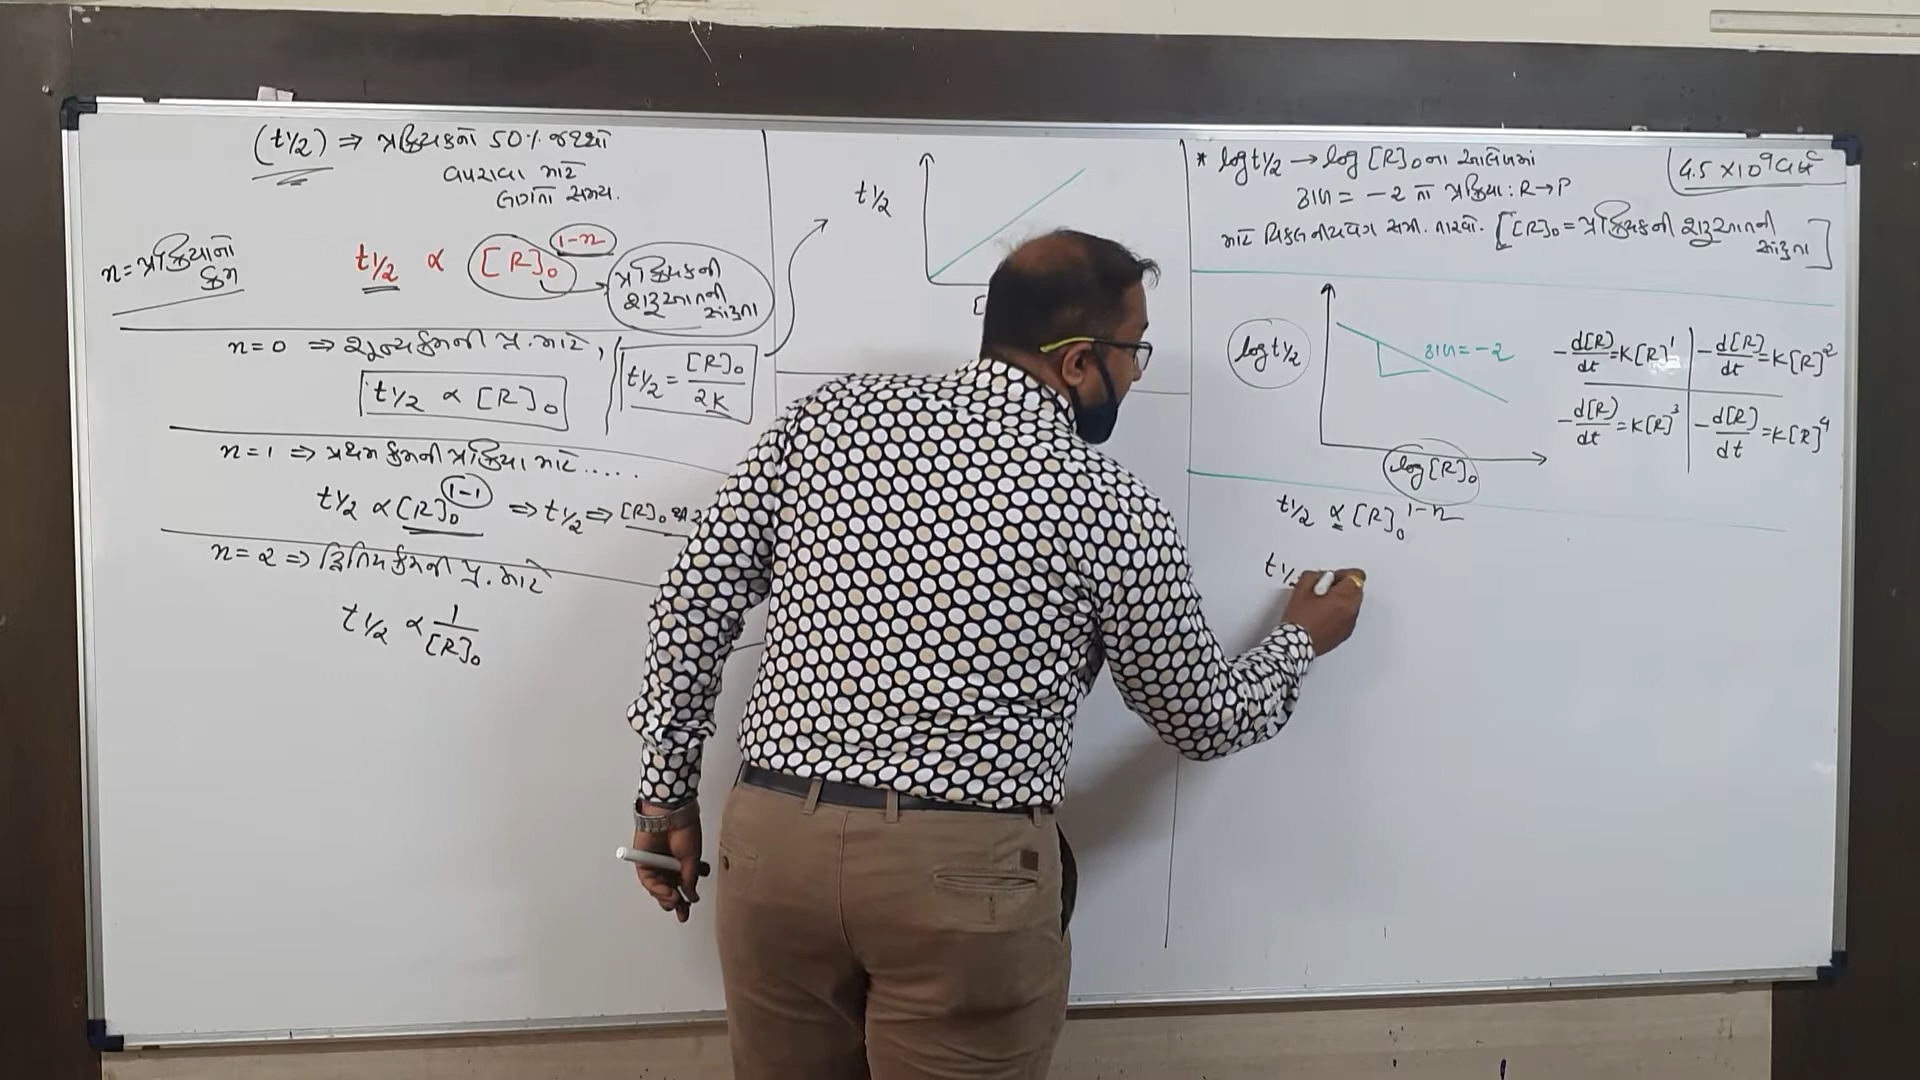 (t1/2) ⇒ પ્રક્રિયકનો 50% જથ્થો
વપરાવા માટે
લાગતો સમય.
n = પ્રક્રિયાનો
ક્રમ
t1/2 ∝ [R]₀^(1-n)
પ્રક્રિયકની
શરૂઆતની
સાંદ્રતા
n = 0 ⇒ શૂન્યક્રમની પ્ર. માટે,
t1/2 ∝ [R]₀
t1/2 = [R]₀ / 2K
n = 1 ⇒ પ્રથમ ક્રમની પ્રક્રિયા માટે.....
t1/2 ∝ [R]₀^(1-1) ⇒ t1/2 ⇒ [R]₀
n = 2 ⇒ દ્વિતિય ક્રમની પ્ર. માટે
t1/2 ∝ 1 / [R]₀
t1/2
[
* log t1/2 → log [R]₀ ના આલેખમાં
ઢાળ = -2 તો પ્રક્રિયા: R → P
માટે વિકલનીય વેગ સમી. તારવો. [[R]₀ = પ્રક્રિયકની શરૂઆતની
સાંદ્રતા]
4.5 × 10⁹ વર્ષ
log t1/2
ઢાળ = -2
log [R]₀
-d[R]/dt = K[R]¹
-d[R]/dt = K[R]²
-d[R]/dt = K[R]³
-d[R]/dt = K[R]⁴
t1/2 ∝ [R]₀^(1-n)
t1/2